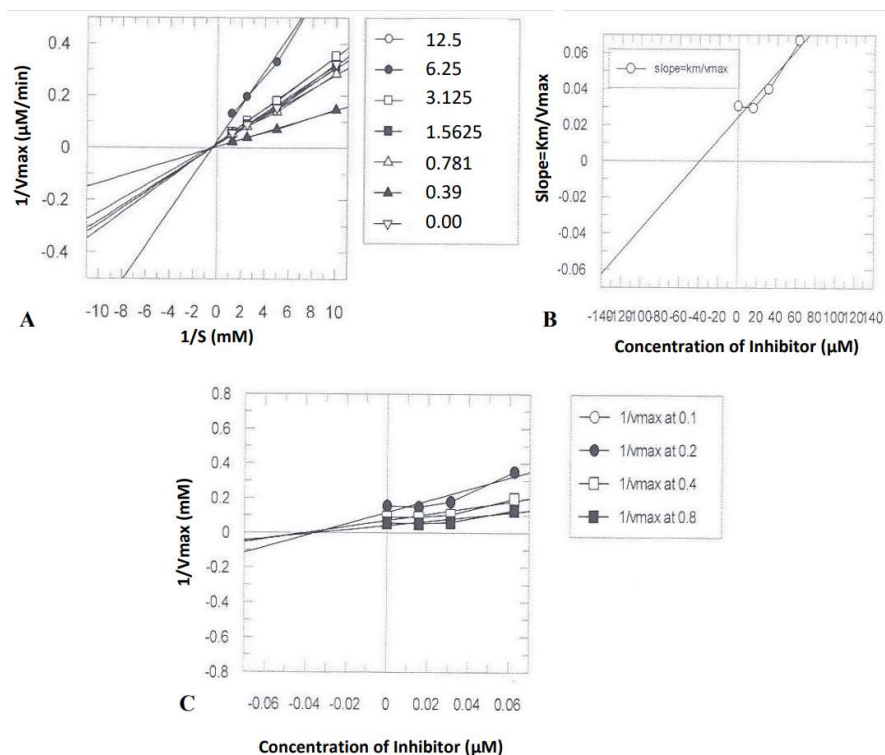 0.4
0.2
0
-0.2
-0.4
1/Vmax (µM/min)
-10 -8 -6 -4 -2 0 2 4 6 8 10
1/S (mM)
A
12.5
6.25
3.125
1.5625
0.781
0.39
0.00
B
0.06
0.04
0.02
0.00
-0.02
-0.04
-0.06
Slope=Km/Vmax
slope=km/vmax
-140120100-80 -60 -40 -20 0 20 40 60 80100120 140
Concentration of Inhibitor (µM)
0.8
0.6
0.4
0.2
0
-0.2
-0.4
-0.6
0.8
1/Vmax (mM)
-0.06 -0.04 -0.02 0 0.02 0.04 0.06
C
Concentration of Inhibitor (µM)
1/vmax at 0.1
1/vmax at 0.2
1/vmax at 0.4
1/vmax at 0.8